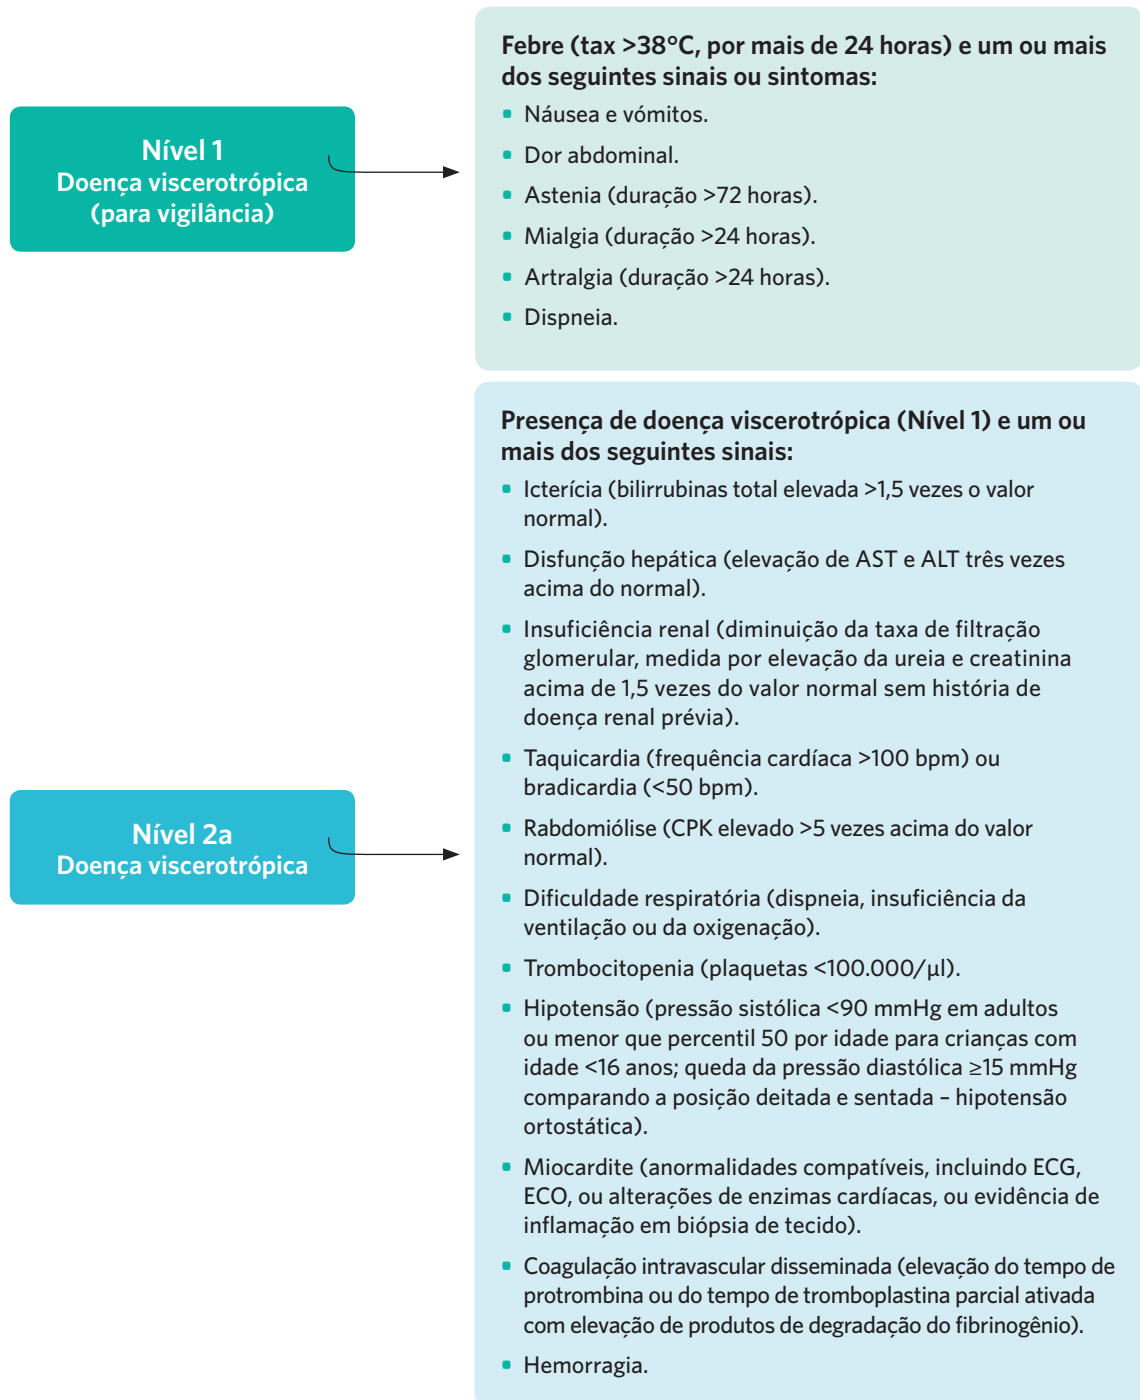 Nível 1
Doença viscerotrópica
(para vigilância)
Febre (tax >38°C, por mais de 24 horas) e um ou mais
dos seguintes sinais ou sintomas:
• Náusea e vómitos.
• Dor abdominal.
• Astenia (duração >72 horas).
• Mialgia (duração >24 horas).
• Artralgia (duração >24 horas).
• Dispneia.
Nível 2a
Doença viscerotrópica
Presença de doença viscerotrópica (Nível 1) e um ou
mais dos seguintes sinais:
• Icterícia (bilirrubinas total elevada >1,5 vezes o valor
normal).
• Disfunção hepática (elevação de AST e ALT três vezes
acima do normal).
• Insuficiência renal (diminuição da taxa de filtração
glomerular, medida por elevação da ureia e creatinina
acima de 1,5 vezes do valor normal sem história de
doença renal prévia).
• Taquicardia (frequência cardíaca >100 bpm) ou
bradicardia (<50 bpm).
• Rabdomiólise (CPK elevado >5 vezes acima do valor
normal).
• Dificuldade respiratória (dispneia, insuficiência da
ventilação ou da oxigenação).
• Trombocitopenia (plaquetas <100.000/μl).
• Hipotensão (pressão sistólica <90 mmHg em adultos
ou menor que percentil 50 por idade para crianças com
idade <16 anos; queda da pressão diastólica ≥15 mmHg
comparando a posição deitada e sentada – hipotensão
ortostática).
• Miocardite (anormalidades compatíveis, incluindo ECG,
ECO, ou alterações de enzimas cardíacas, ou evidência de
inflamação em biópsia de tecido).
• Coagulação intravascular disseminada (elevação do tempo de
protrombina ou do tempo de tromboplastina parcial ativada
com elevação de produtos de degradação do fibrinogênio).
• Hemorragia.